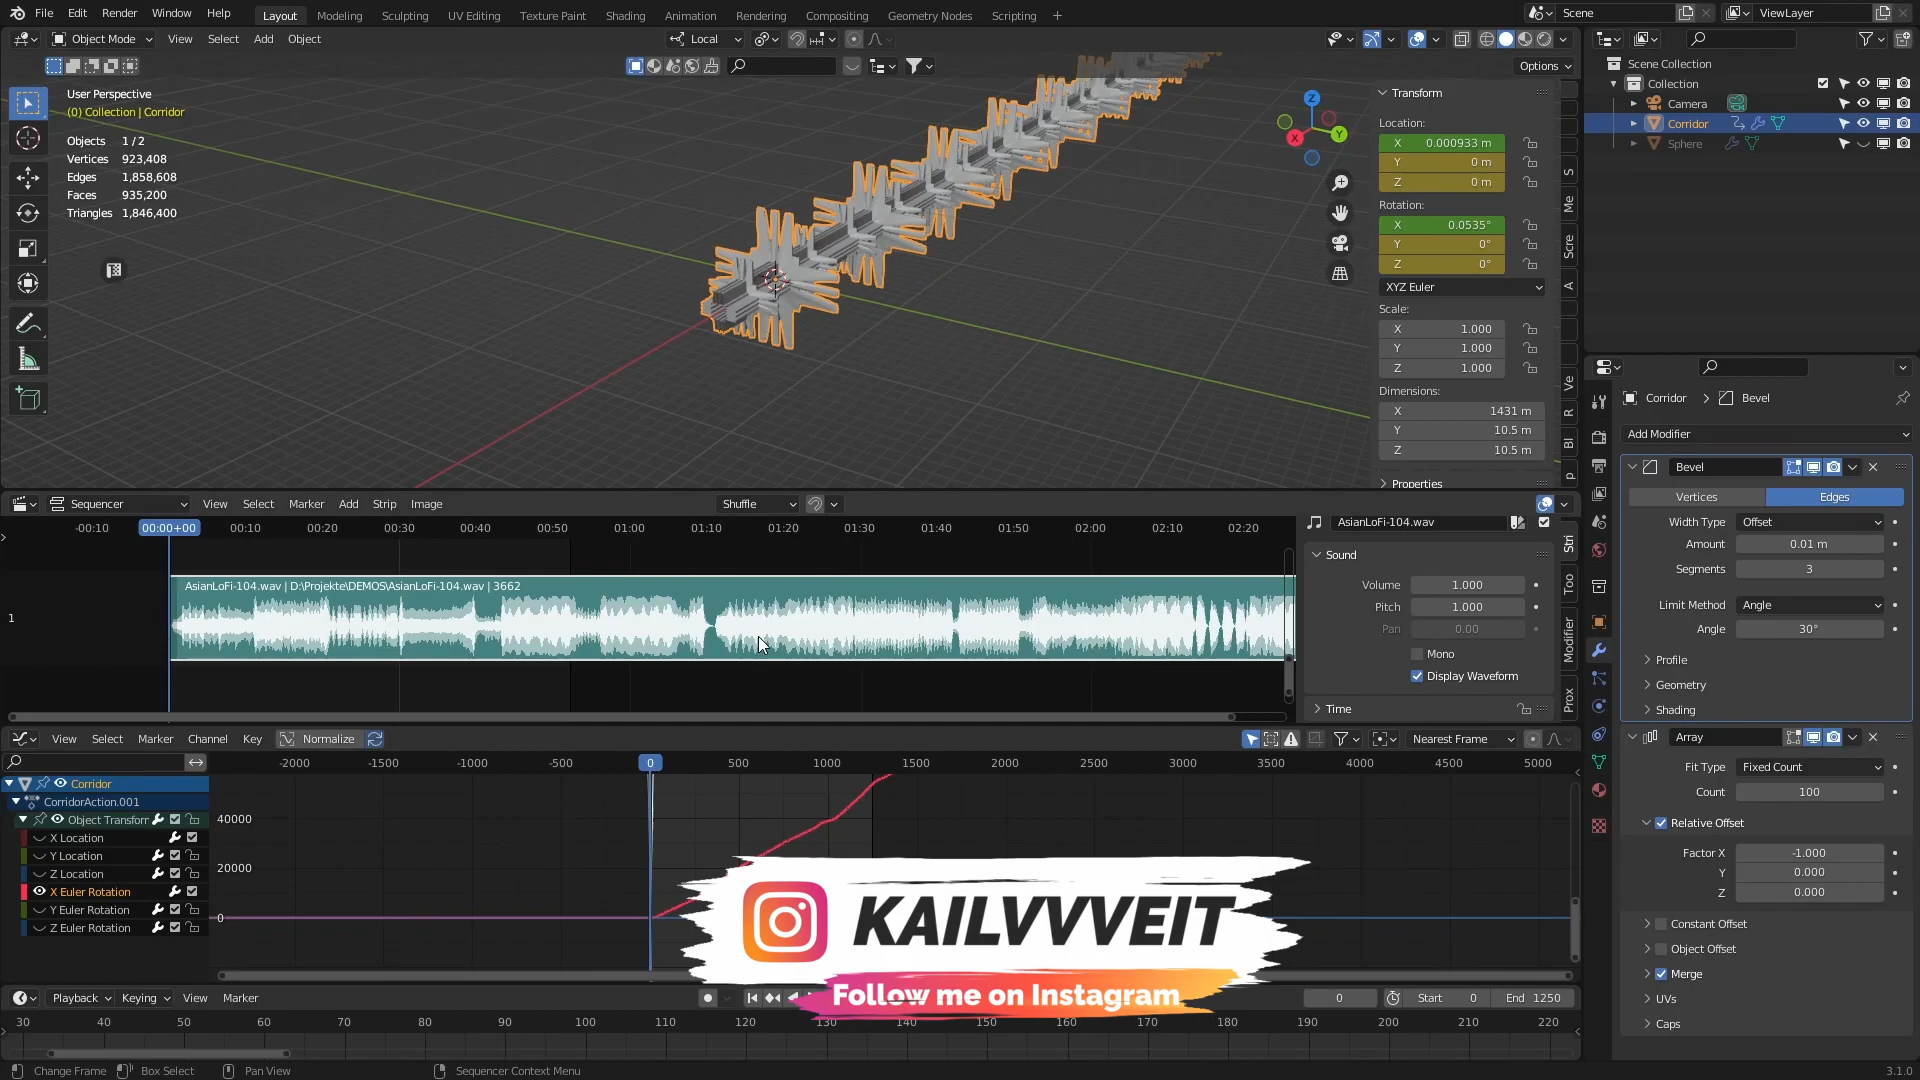 File Edit Render Window Help
Layout Modeling Sculpting UV Editing Texture Paint Shading Animation Rendering Compositing Geometry Nodes Scripting +
Scene
ViewLayer
Object Mode View Select Add Object
Local
Options
User Perspective
(0) Collection | Corridor
Objects 1 / 2
Vertices 923,408
Edges 1,858,608
Faces 935,200
Triangles 1,846,400
Z
X
Y
Transform
Location:
X 0.000933 m
Y 0 m
Z 0 m
Rotation:
X 0.0535°
Y 0°
Z 0°
XYZ Euler
Scale:
X 1.000
Y 1.000
Z 1.000
Dimensions:
X 1431 m
Y 10.5 m
Z 10.5 m
Properties
S
Me
Scre
A
Ve
R
Bl
p
Scene Collection
Collection
Camera
Corridor
Sphere
Corridor > Bevel
Add Modifier
Bevel
Vertices Edges
Width Type Offset
Amount 0.01 m
Segments 3
Limit Method Angle
Angle 30°
Profile
Geometry
Shading
Array
Fit Type Fixed Count
Count 100
Relative Offset
Factor X -1.000
Y 0.000
Z 0.000
Constant Offset
Object Offset
Merge
UVs
Caps
Sequencer View Select Marker Add Strip Image
Shuffle
-00:10 00:00+00 00:10 00:20 00:30 00:40 00:50 01:00 01:10 01:20 01:30 01:40 01:50 02:00 02:10 02:20
1
AsianLoFi-104.wav | D:\Projekte\DEMOS\AsianLoFi-104.wav | 3662
AsianLoFi-104.wav
Sound
Volume 1.000
Pitch 1.000
Pan 0.00
Mono
Display Waveform
Time
Stri
Too
Modifier
Prox
View Select Marker Channel Key Normalize
Nearest Frame
-2000 -1500 -1000 -500 0 500 1000 1500 2000 2500 3000 3500 4000 4500 5000
Corridor
CorridorAction.001
Object Transforr
X Location
Y Location
Z Location
X Euler Rotation
Y Euler Rotation
Z Euler Rotation
40000
20000
0
KAILVVVEIT
Follow me on Instagram
Playback Keying View Marker
0 Start 0 End 1250
30 40 50 60 70 80 90 100 110 120 130 140 150 160 170 180 190 200 210 220
Change Frame Box Select Pan View Sequencer Context Menu
3.1.0